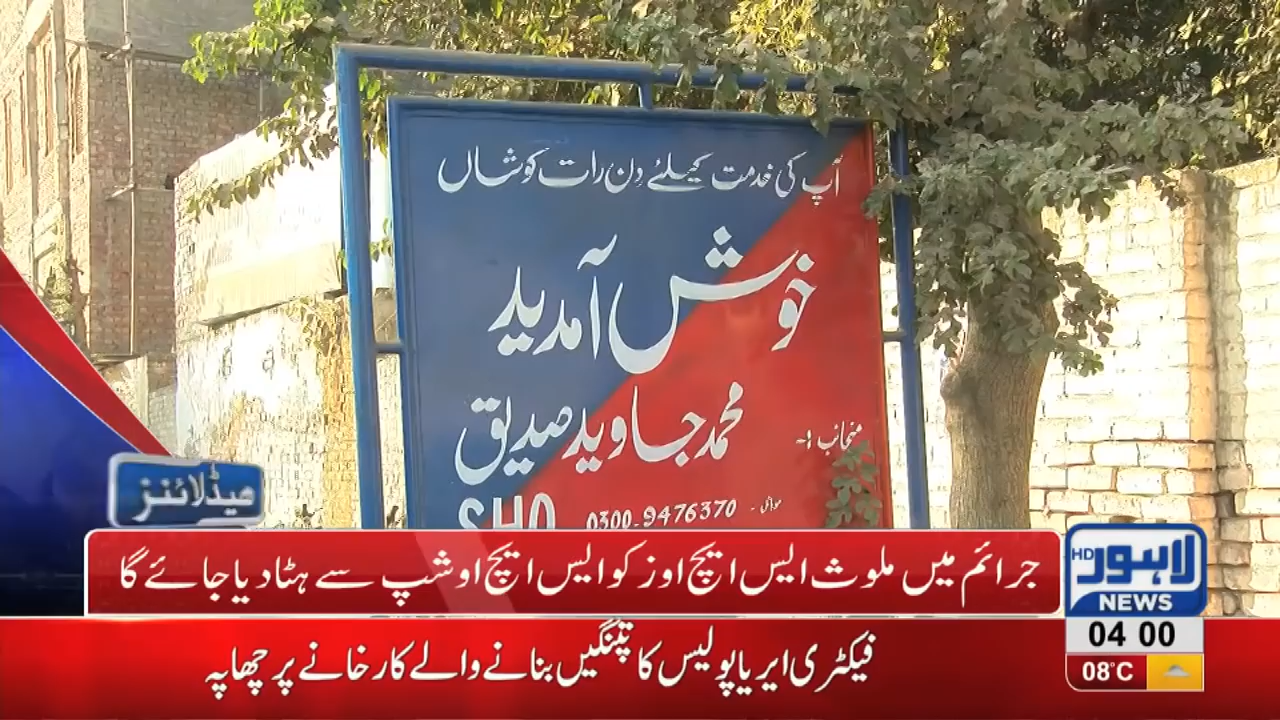 آپ کی خدمت کیلئے دن رات کوشاں
خوش آمدید
منجانب :۔
محمد جاوید صدیق
SHO
موبائل - 0300-9476370
ہیڈلائنز
جرائم میں ملوث ایس ایچ اوز کو ایس ایچ او شپ سے ہٹا دیا جائے گا
فیکٹری ایریا پولیس کا پتنگیں بنانے والے کارخانے پر چھاپہ
HD
لاہور
NEWS
04 00
08°C